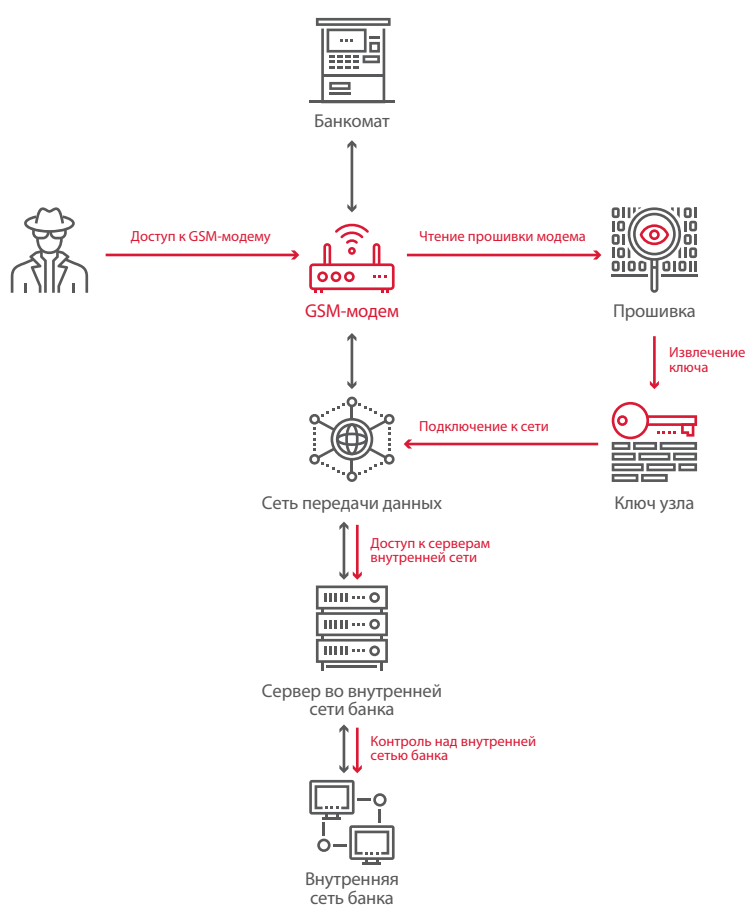 Банкомат
Доступ к GSM-модему
Чтение прошивки модема
GSM-модем
Прошивка
Извлечение
ключа
Подключение к сети
Сеть передачи данных
Ключ узла
Доступ к серверам
внутренней сети
Сервер во внутренней
сети банка
Контроль над внутренней
сетью банка
Внутренняя
сеть банка